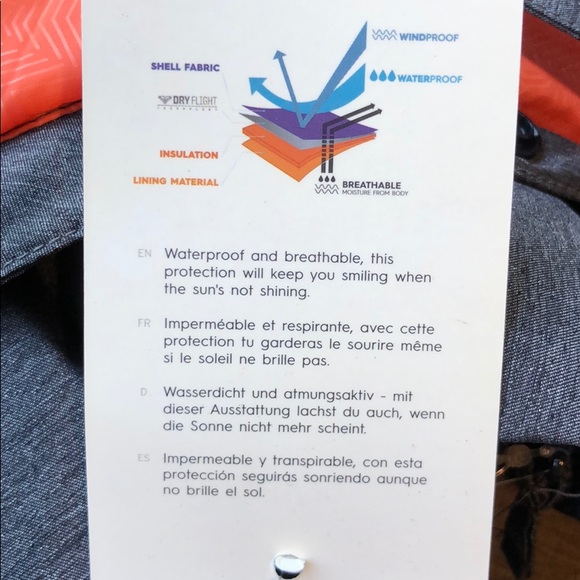 WINDPROOF
SHELL FABRIC
WATERPROOF
DRYFLIGHT
INSULATION
LINING MATERIAL
BREATHABLE
MOISTURE FROM BODY
EN Waterproof and breathable, this
protection will keep you smiling when
the sun's not shining.
FR Imperméable et respirante, avec cette
protection tu garderas le sourire même
si le soleil ne brille pas.
D Wasserdicht und atmungsaktiv - mit
dieser Ausstattung lachst du auch, wenn
die Sonne nicht mehr scheint.
ES Impermeable y transpirable, con esta
protección seguirás sonriendo aunque
no brille el sol.